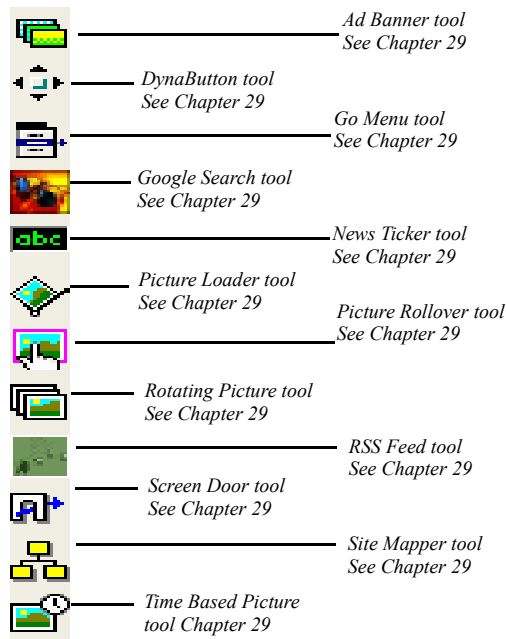 Ad Banner tool
See Chapter 29
DynaButton tool
See Chapter 29
Go Menu tool
See Chapter 29
Google Search tool
See Chapter 29
abc
News Ticker tool
See Chapter 29
Picture Loader tool
See Chapter 29
Picture Rollover tool
See Chapter 29
Rotating Picture tool
See Chapter 29
RSS Feed tool
See Chapter 29
Screen Door tool
See Chapter 29
Site Mapper tool
See Chapter 29
Time Based Picture
tool Chapter 29